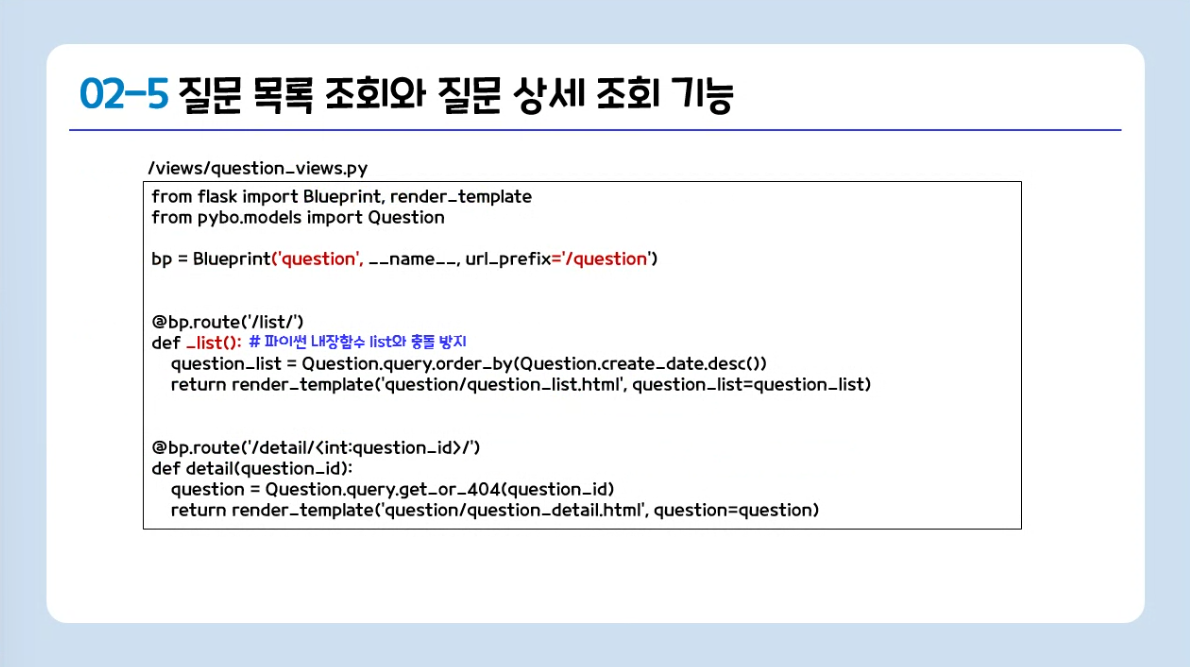 02-5 질문 목록 조회와 질문 상세 조회 기능
/views/question_views.py
from flask import Blueprint, render_template
from pybo.models import Question
bp = Blueprint('question', __name__, url_prefix='/question')
@bp.route('/list/')
def _list(): # 파이썬 내장함수 list와 충돌 방지
question_list = Question.query.order_by(Question.create_date.desc())
return render_template('question/question_list.html', question_list=question_list)
@bp.route('/detail/<int:question_id>/')
def detail(question_id):
question = Question.query.get_or_404(question_id)
return render_template('question/question_detail.html', question=question)